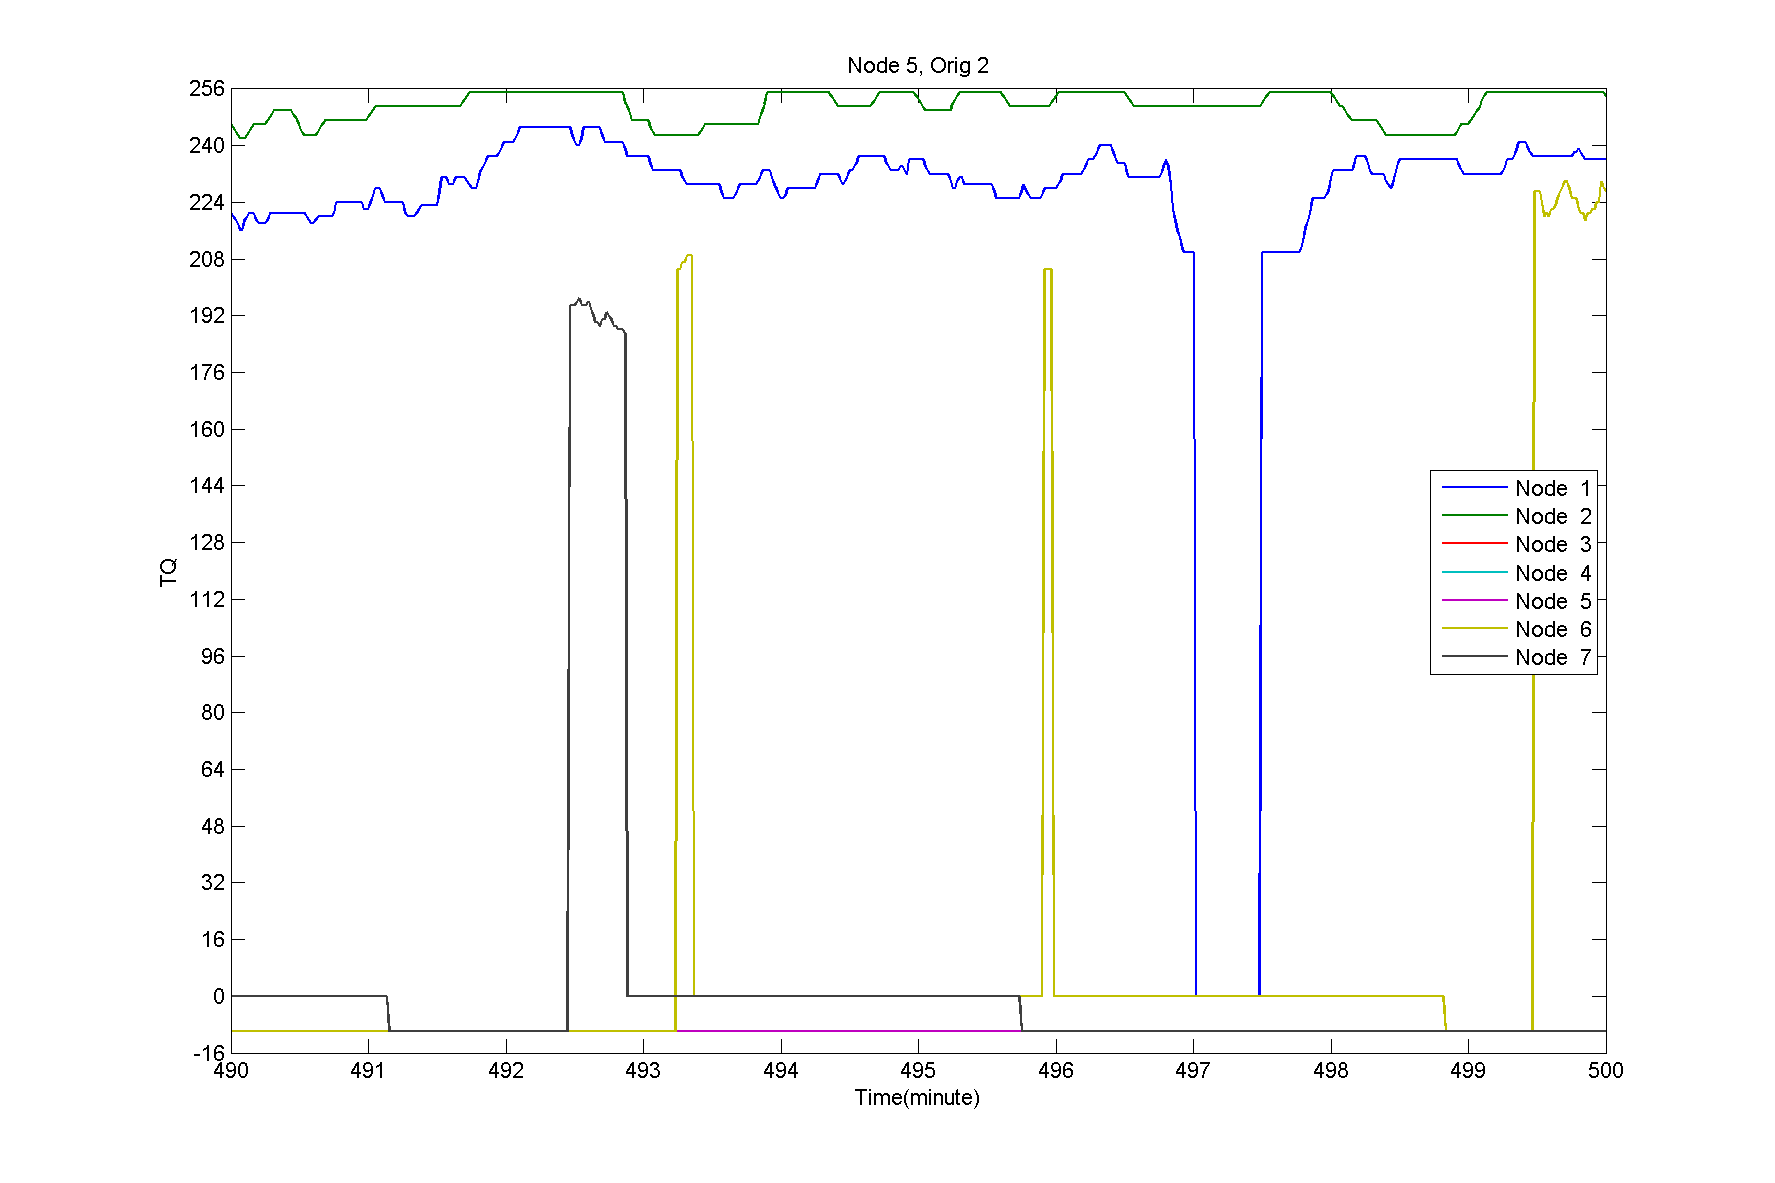 Node 5, Orig 2
256
240
224
208
192
176
160
144
128
112
96
80
64
48
32
16
0
-16
TQ
Node 1
Node 2
Node 3
Node 4
Node 5
Node 6
Node 7
490 491 492 493 494 495 496 497 498 499 500
Time(minute)